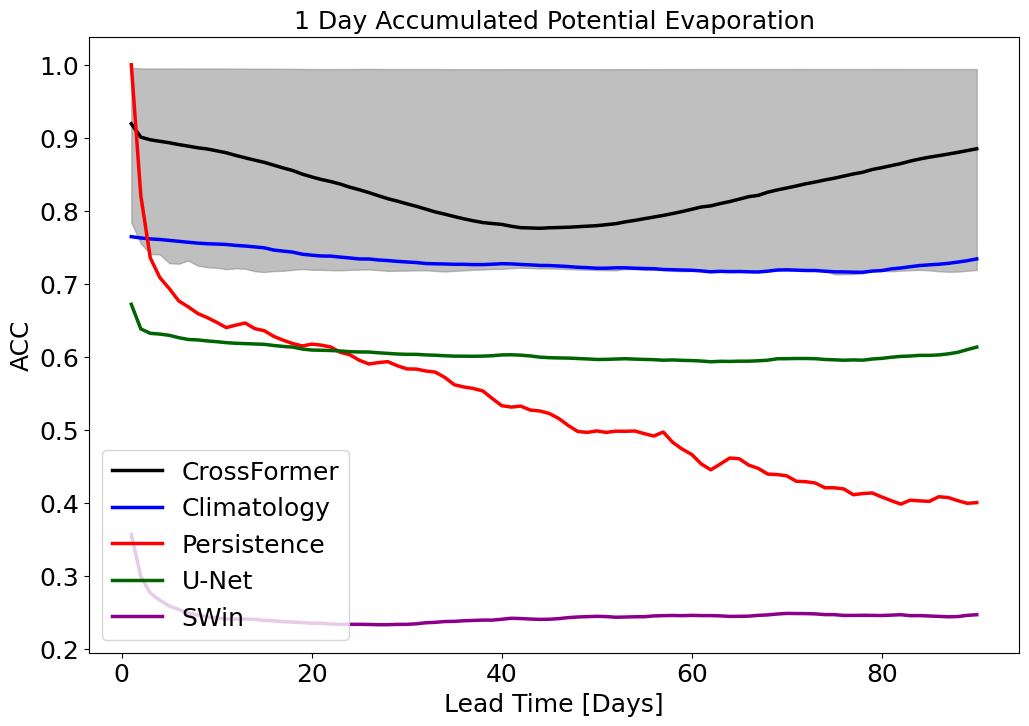 1 Day Accumulated Potential Evaporation
1.0
0.9
0.8
0.7
0.6
0.5
0.4
0.3
0.2
ACC
CrossFormer
Climatology
Persistence
U-Net
SWin
0 20 40 60 80
Lead Time [Days]